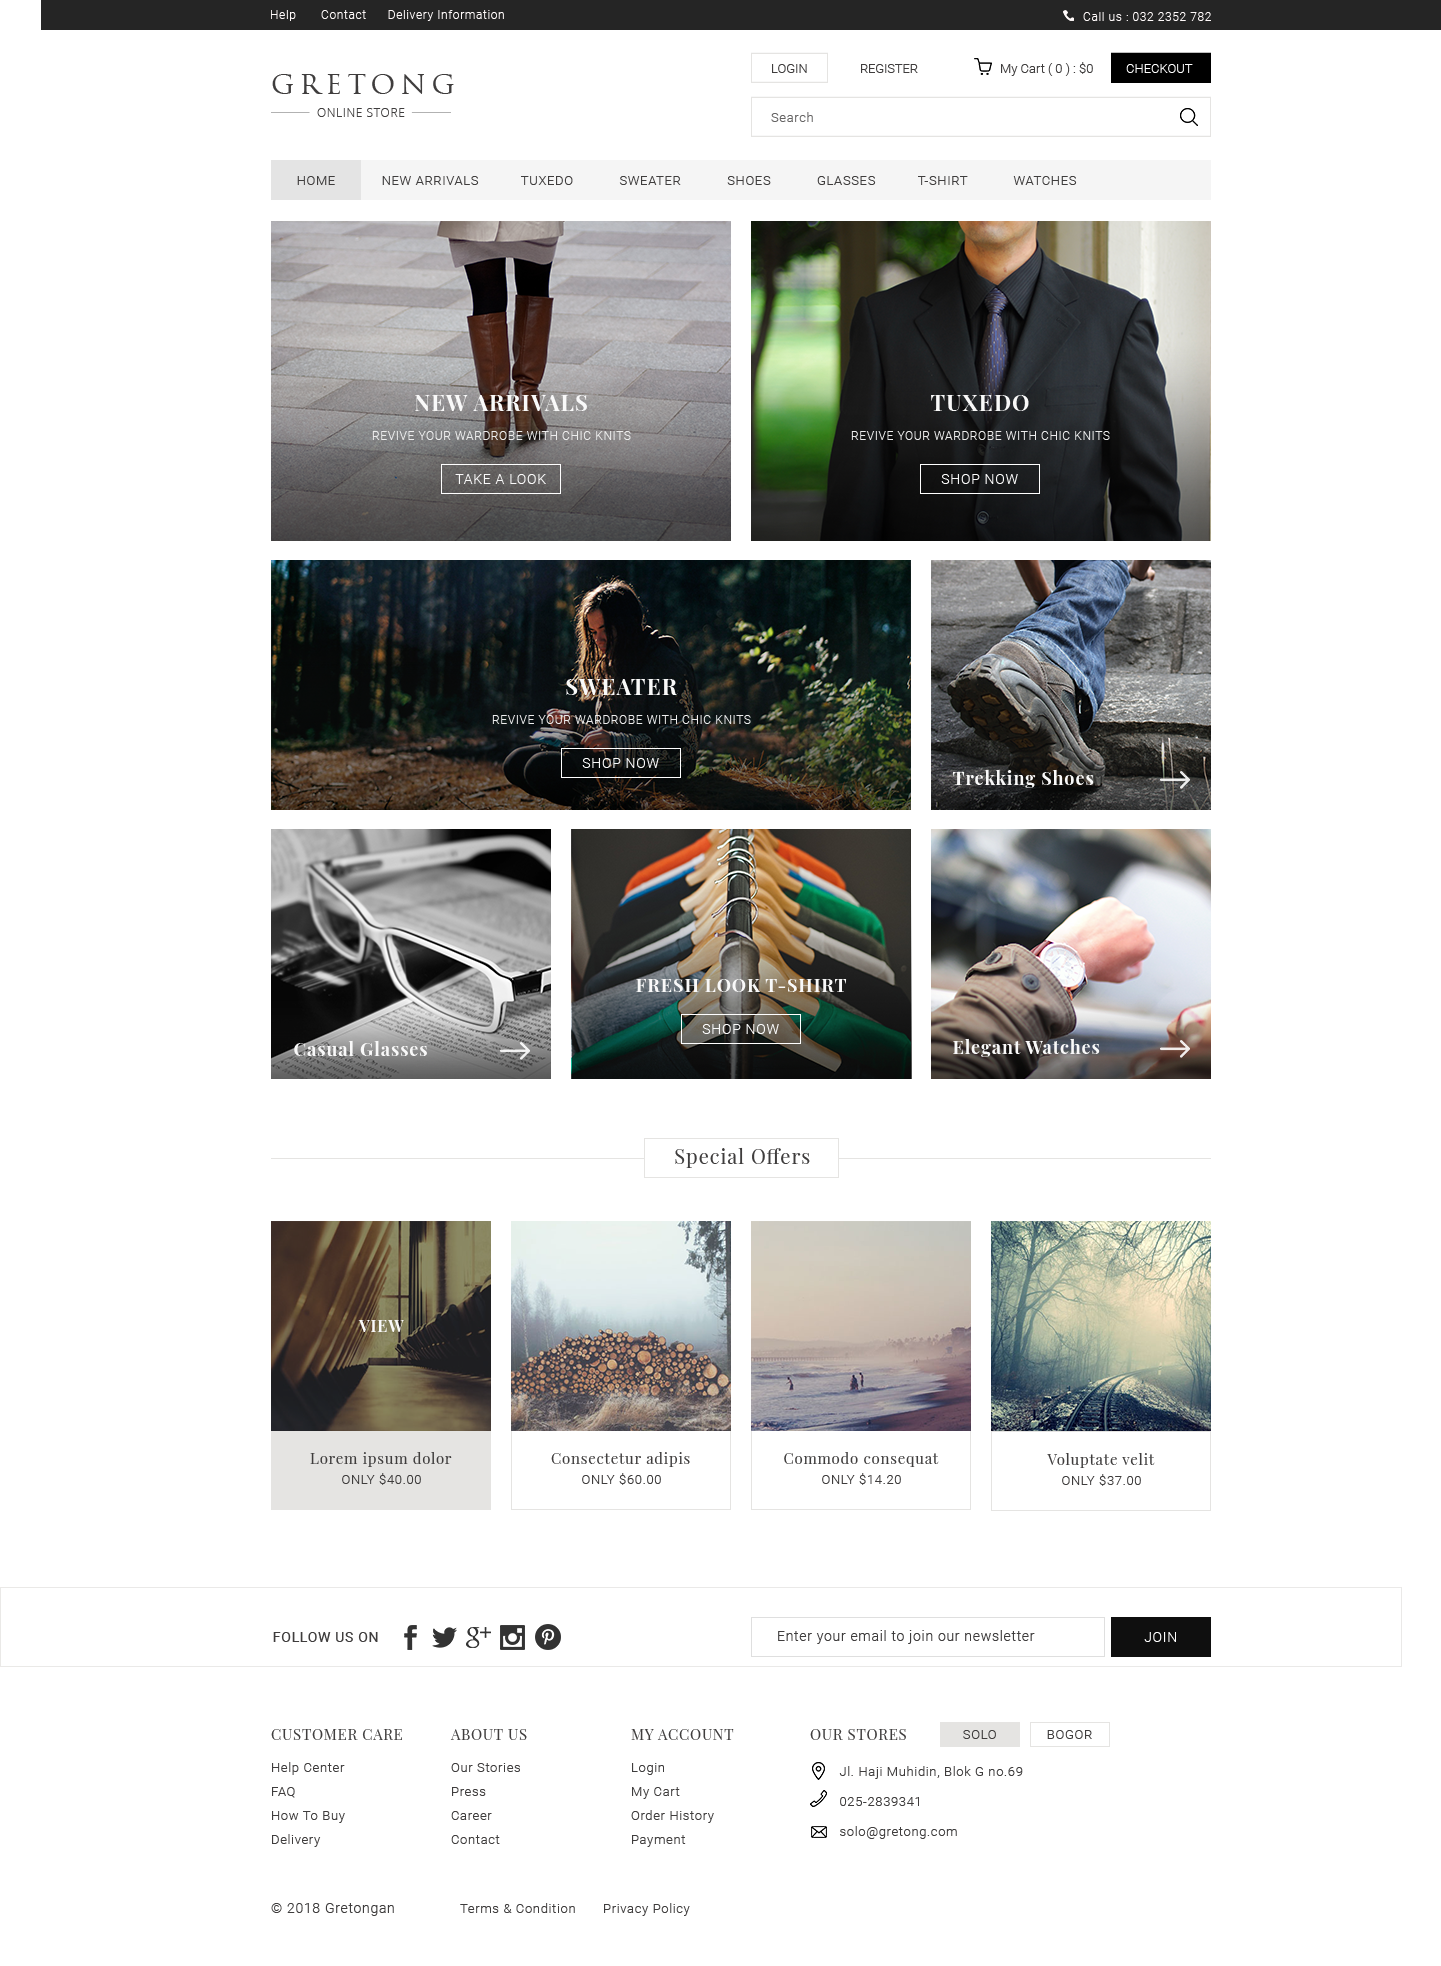 Help Contact Delivery Information Call us : 032 2352 782
LOGIN REGISTER My Cart ( 0 ) : $0 CHECKOUT
GRETONG
ONLINE STORE
Search
HOME NEW ARRIVALS TUXEDO SWEATER SHOES GLASSES T-SHIRT WATCHES
NEW ARRIVALS
REVIVE YOUR WARDROBE WITH CHIC KNITS
TAKE A LOOK
TUXEDO
REVIVE YOUR WARDROBE WITH CHIC KNITS
SHOP NOW
SWEATER
REVIVE YOUR WARDROBE WITH CHIC KNITS
SHOP NOW
Trekking Shoes
Casual Glasses
FRESH LOOK T-SHIRT
SHOP NOW
Elegant Watches
Special Offers
VIEW
Lorem ipsum dolor
ONLY $40.00
Consectetur adipis
ONLY $60.00
Commodo consequat
ONLY $14.20
Voluptate velit
ONLY $37.00
FOLLOW US ON
Enter your email to join our newsletter
JOIN
CUSTOMER CARE
Help Center
FAQ
How To Buy
Delivery
ABOUT US
Our Stories
Press
Career
Contact
MY ACCOUNT
Login
My Cart
Order History
Payment
OUR STORES SOLO BOGOR
Jl. Haji Muhidin, Blok G no.69
025-2839341
solo@gretong.com
© 2018 Gretongan Terms & Condition Privacy Policy